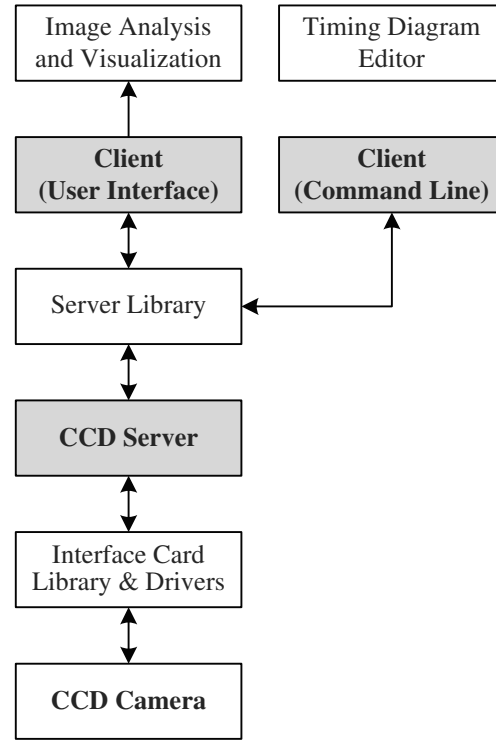 Image Analysis
and Visualization
Timing Diagram
Editor
Client
(User Interface)
Client
(Command Line)
Server Library
CCD Server
Interface Card
Library & Drivers
CCD Camera